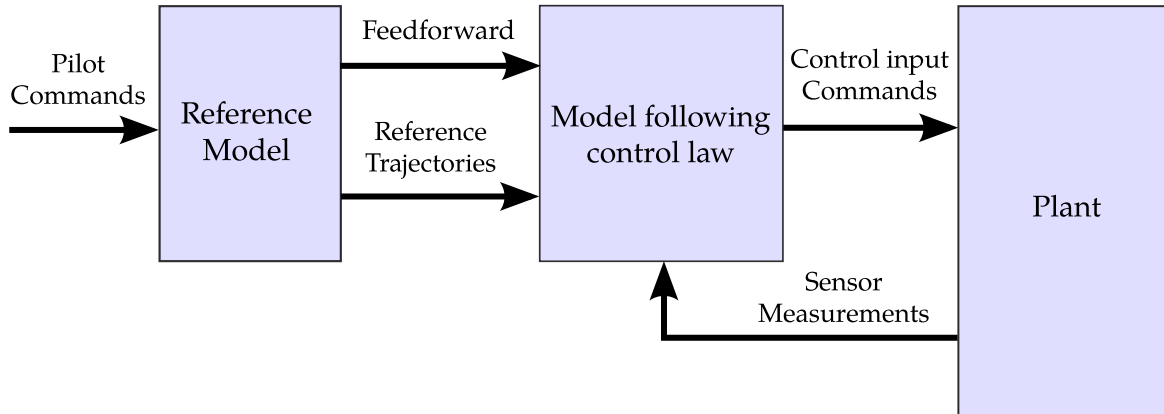 Pilot
Commands
Reference
Model
Feedforward
Reference
Trajectories
Model following
control law
Control input
Commands
Plant
Sensor
Measurements